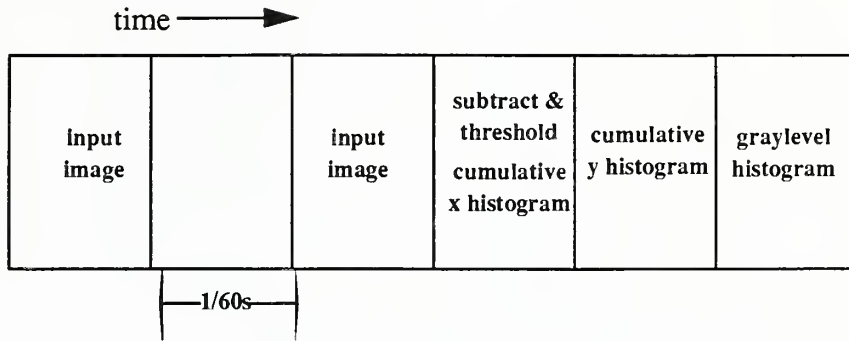 time
input
image
input
image
subtract &
threshold
cumulative
x histogram
cumulative
y histogram
graylevel
histogram
1/60s